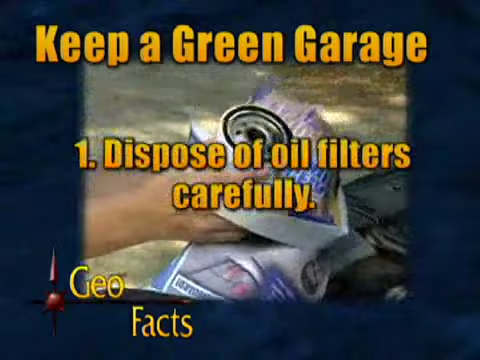 Keep a Green Garage
1. Dispose of oil filters
carefully.
Geo
Facts